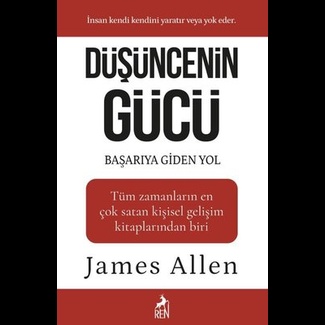 İnsan kendi kendini yaratır veya yok eder.
DÜŞÜNCENİN
GÜCÜ
BAŞARIYA GİDEN YOL
Tüm zamanların en
çok satan kişisel gelişim
kitaplarından biri
James Allen
REN